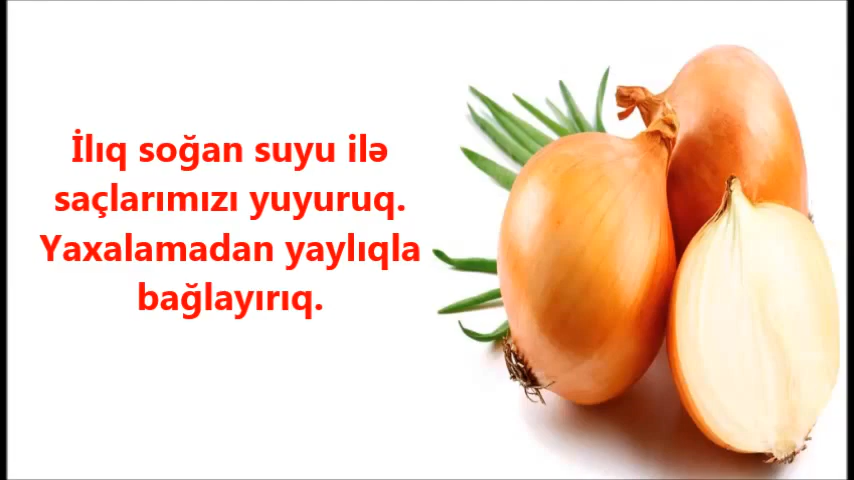 İlıq soğan suyu ilə
saçlarımızı yuyuruq.
Yaxalamadan yaylıqla
bağlayırıq.